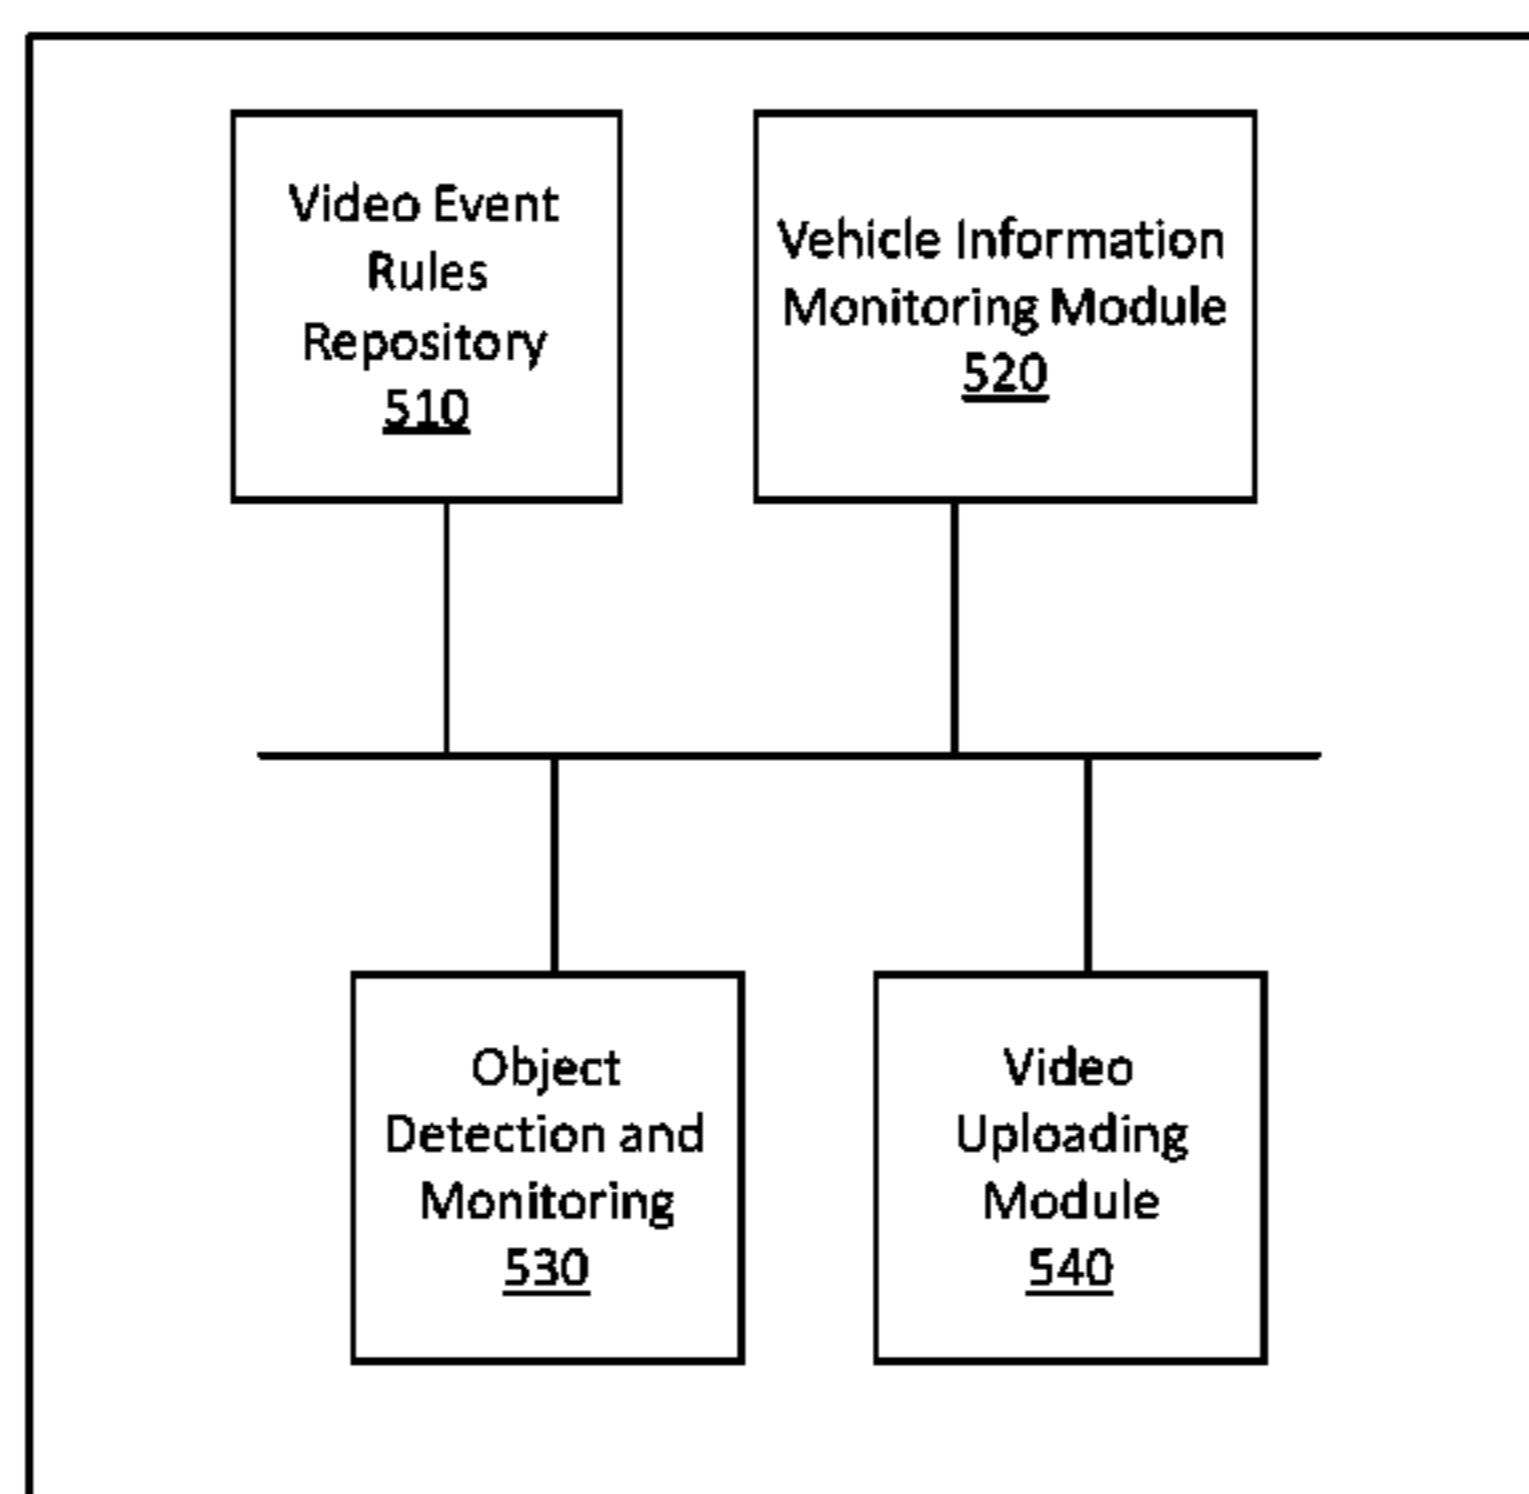 Video Event
Rules
Repository
510
Vehicle Information
Monitoring Module
520
Object
Detection and
Monitoring
530
Video
Uploading
Module
540